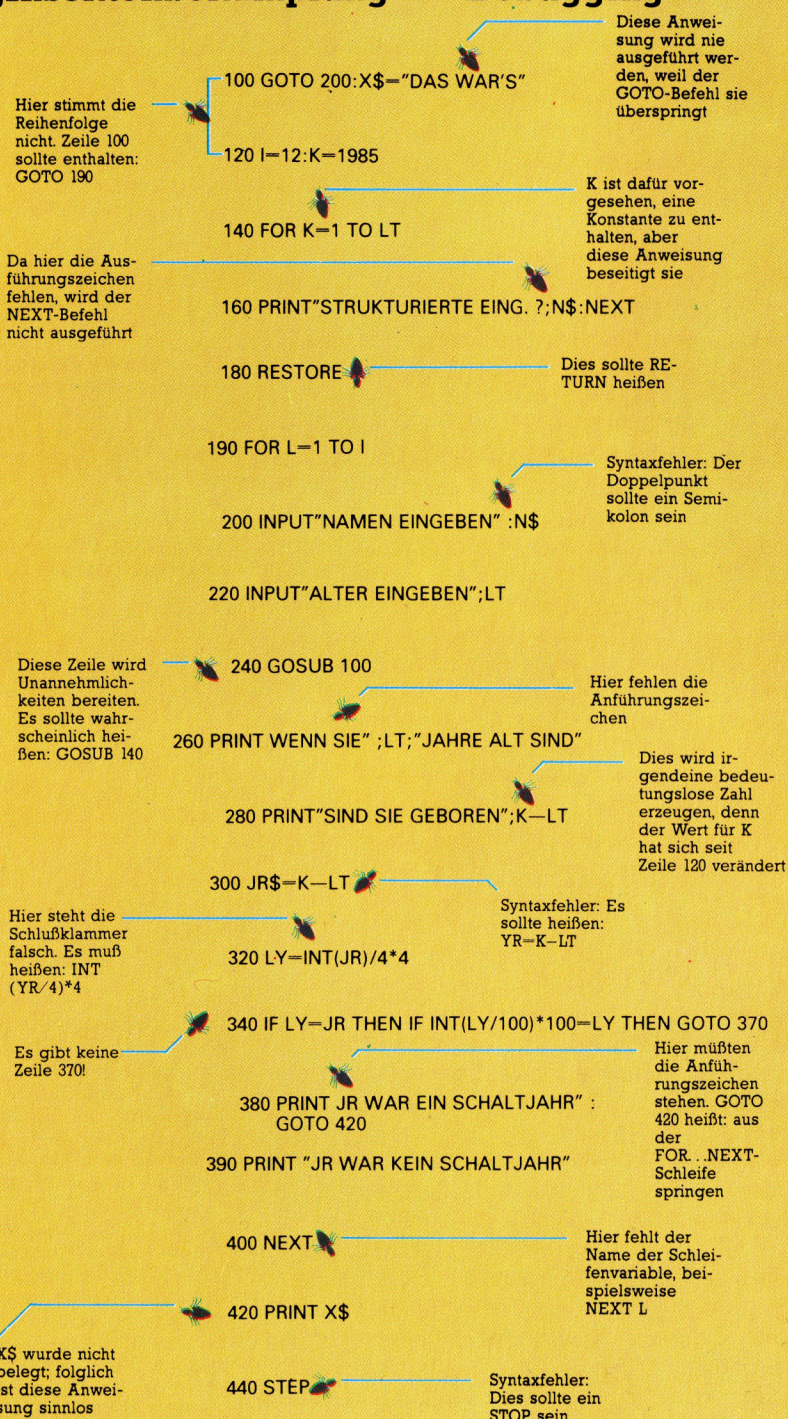 Diese Anwei-
sung wird nie
ausgeführt wer-
den, weil der
GOTO-Befehl sie
überspringt
100 GOTO 200:X$="DAS WAR'S"
Hier stimmt die
Reihenfolge
nicht. Zeile 100
sollte enthalten:
GOTO 190
120 I=12:K=1985
K ist dafür vor-
gesehen, eine
Konstante zu ent-
halten, aber
diese Anweisung
beseitigt sie
140 FOR K=1 TO LT
Da hier die Aus-
führungszeichen
fehlen, wird der
NEXT-Befehl
nicht ausgeführt
160 PRINT"STRUKTURIERTE EING. ?;N$:NEXT
180 RESTORE
Dies sollte RE-
TURN heißen
190 FOR L=1 TO I
Syntaxfehler: Der
Doppelpunkt
sollte ein Semi-
kolon sein
200 INPUT"NAMEN EINGEBEN" :N$
220 INPUT"ALTER EINGEBEN";LT
Diese Zeile wird
Unannehmlich-
keiten bereiten.
Es sollte wahr-
scheinlich hei-
ßen: GOSUB 140
240 GOSUB 100
Hier fehlen die
Anführungszei-
chen
260 PRINT WENN SIE" ;LT;"JAHRE ALT SIND"
Dies wird ir-
gendeine bedeu-
tungslose Zahl
erzeugen, denn
der Wert für K
hat sich seit
Zeile 120 verändert
280 PRINT"SIND SIE GEBOREN";K—LT
300 JR$=K—LT
Syntaxfehler: Es
sollte heißen:
YR=K—LT
Hier steht die
Schlußklammer
falsch. Es muß
heißen: INT
(YR/4)*4
320 LY=INT(JR)/4*4
340 IF LY=JR THEN IF INT(LY/100)*100=LY THEN GOTO 370
Es gibt keine
Zeile 370!
Hier müßten
die Anfüh-
rungszeichen
stehen. GOTO
420 heißt: aus
der
FOR. . .NEXT-
Schleife
springen
380 PRINT JR WAR EIN SCHALTJAHR" :
GOTO 420
390 PRINT "JR WAR KEIN SCHALTJAHR"
400 NEXT
Hier fehlt der
Name der Schlei-
fenvariable, bei-
spielsweise
NEXT L
420 PRINT X$
X$ wurde nicht
belegt; folglich
ist diese Anwei-
sung sinnlos
440 STEP
Syntaxfehler:
Dies sollte ein
STOP sein